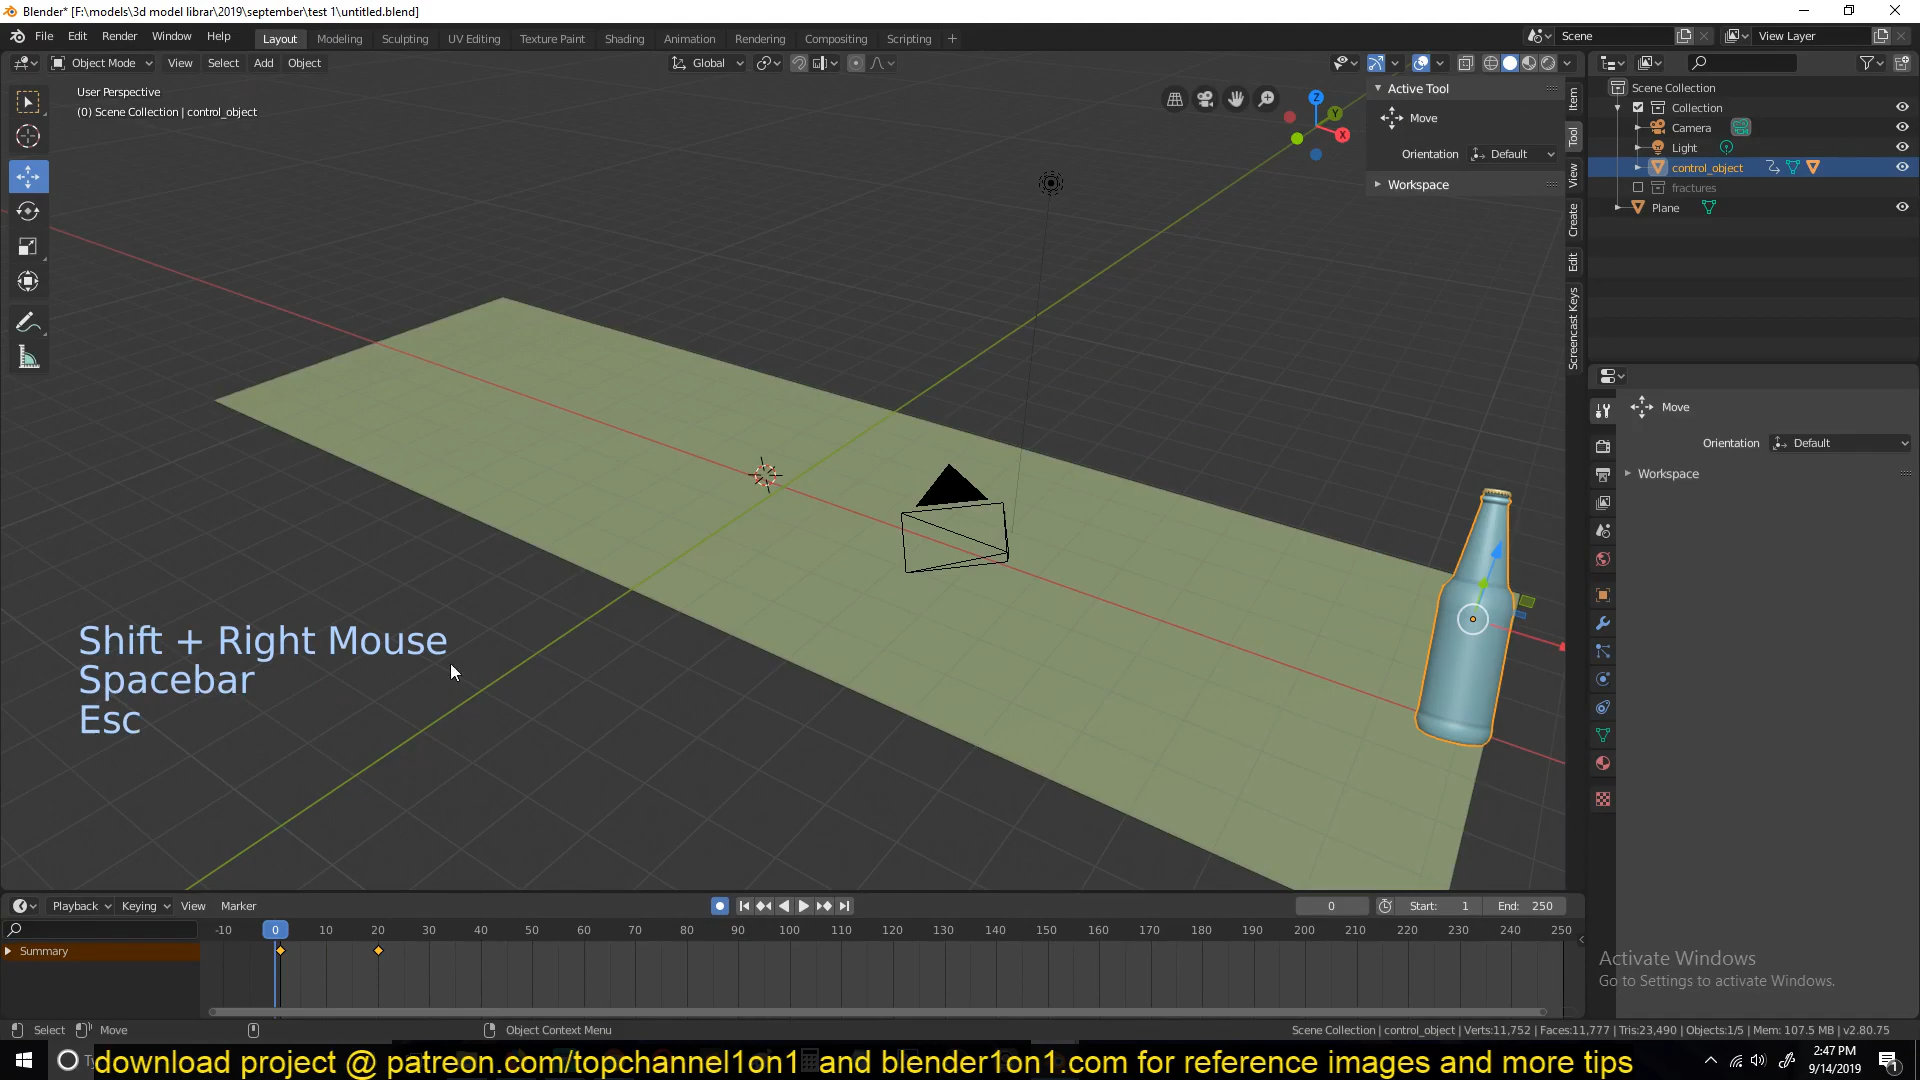 Blender* [F:\models\3d model librar\2019\september\test 1\untitled.blend]
File Edit Render Window Help
Layout Modeling Sculpting UV Editing Texture Paint Shading Animation Rendering Compositing Scripting +
Scene
View Layer
Object Mode View Select Add Object
Global
User Perspective
(0) Scene Collection | control_object
Z
Y
X
Active Tool
Move
Orientation Default
Workspace
Item
Tool
View
Create
Edit
Screencast Keys
Scene Collection
Collection
Camera
Light
control_object
fractures
Plane
Move
Orientation Default
Workspace
Shift + Right Mouse
Spacebar
Esc
Playback Keying View Marker
0
Start: 1
End: 250
-10 0 10 20 30 40 50 60 70 80 90 100 110 120 130 140 150 160 170 180 190 200 210 220 230 240 250
Summary
Activate Windows
Go to Settings to activate Windows.
Select Move
Object Context Menu
Scene Collection | control_object | Verts:11,752 | Faces:11,777 | Tris:23,490 | Objects:1/5 | Mem: 107.5 MB | v2.80.75
download project @ patreon.com/topchannel1on1 and blender1on1.com for reference images and more tips
2:47 PM
9/14/2019
1